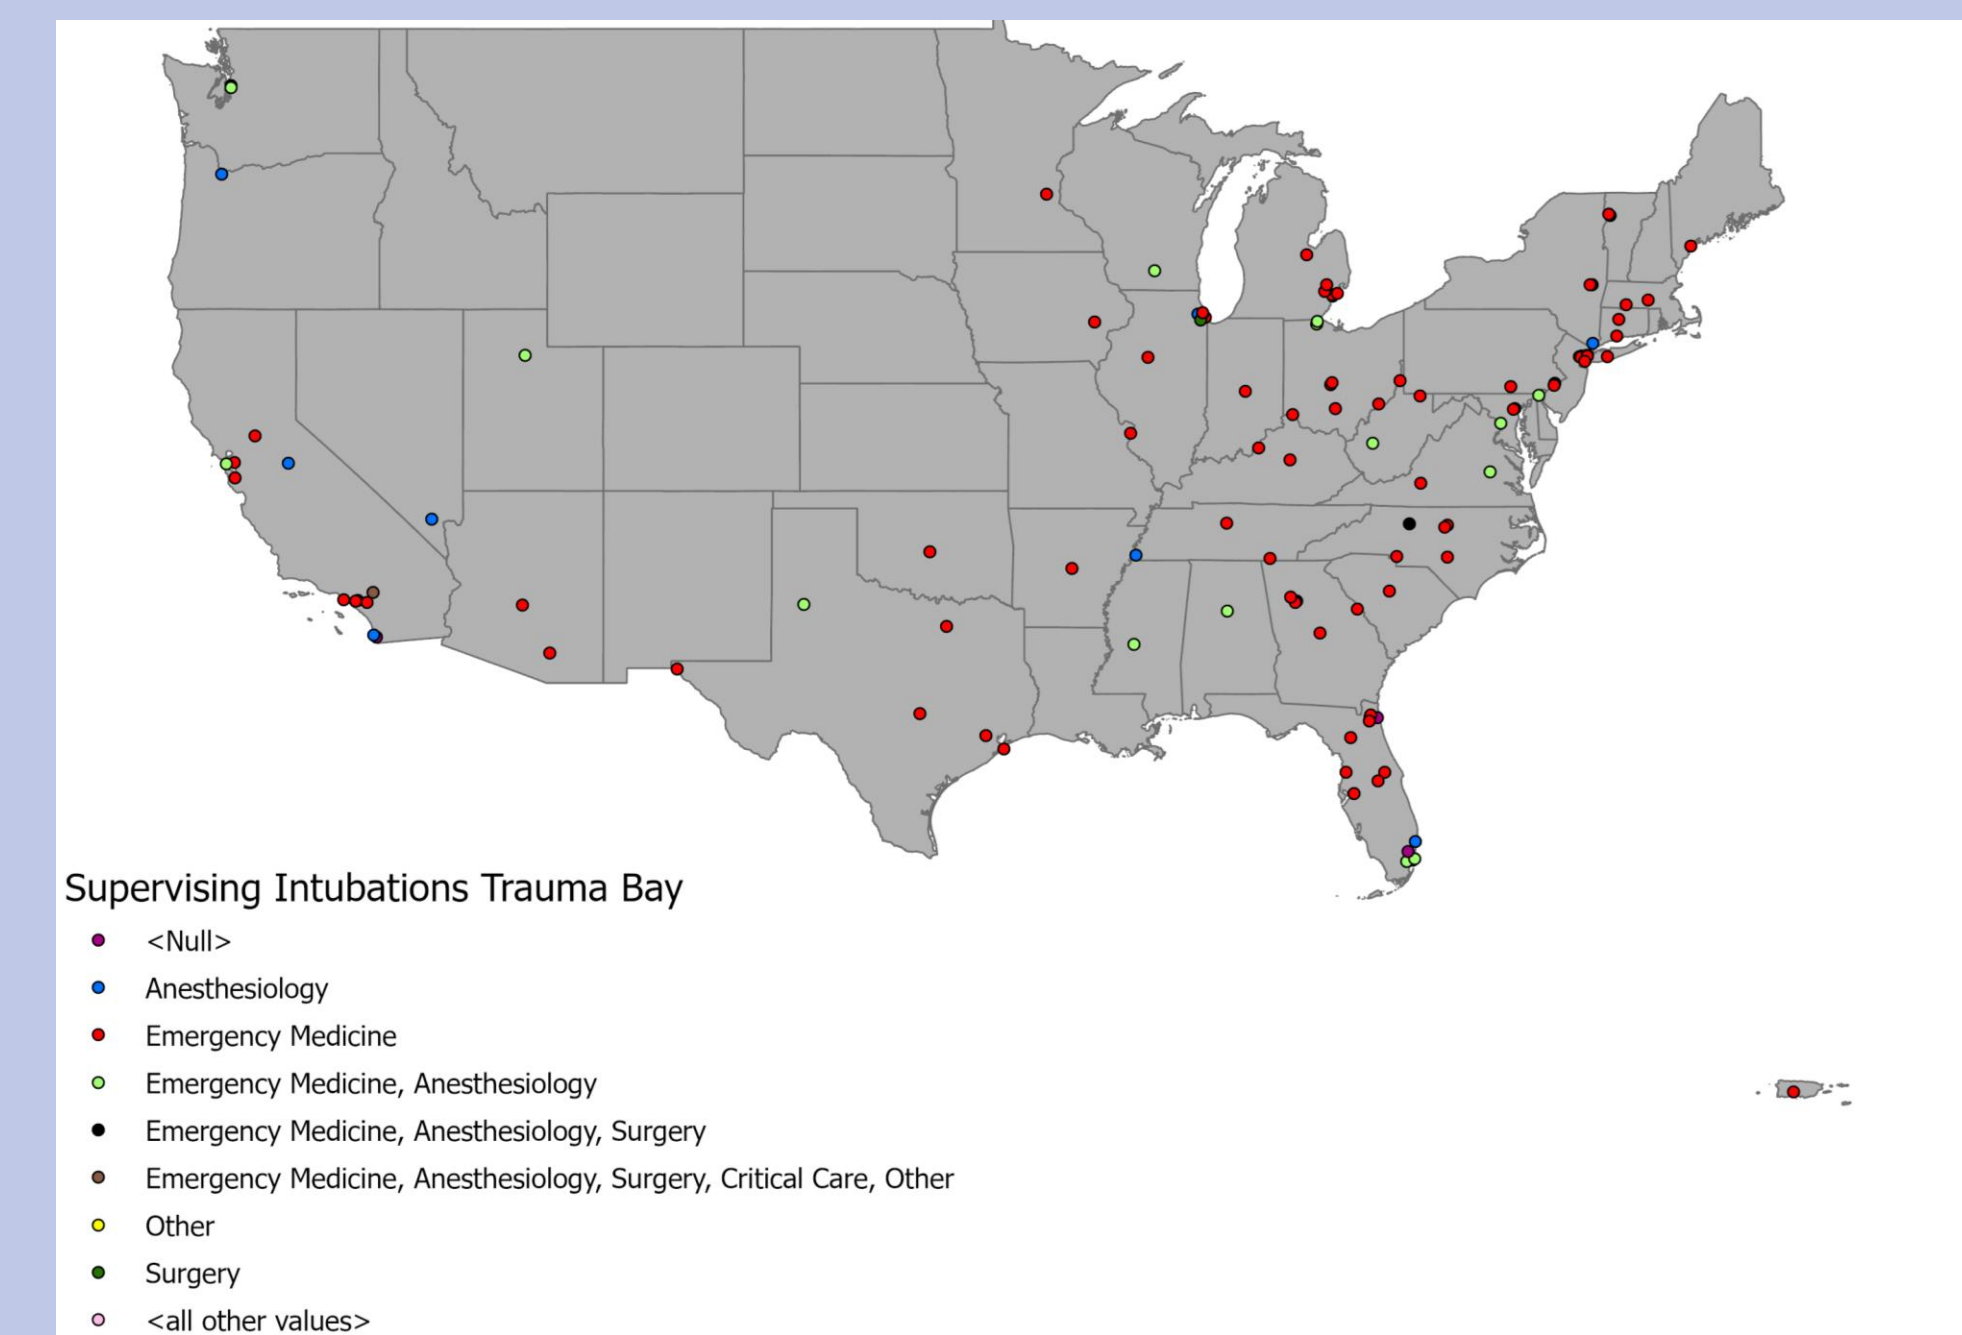 Supervising Intubations Trauma Bay
<Null>
Anesthesiology
Emergency Medicine
Emergency Medicine, Anesthesiology
Emergency Medicine, Anesthesiology, Surgery
Emergency Medicine, Anesthesiology, Surgery, Critical Care, Other
Other
Surgery
<all other values>